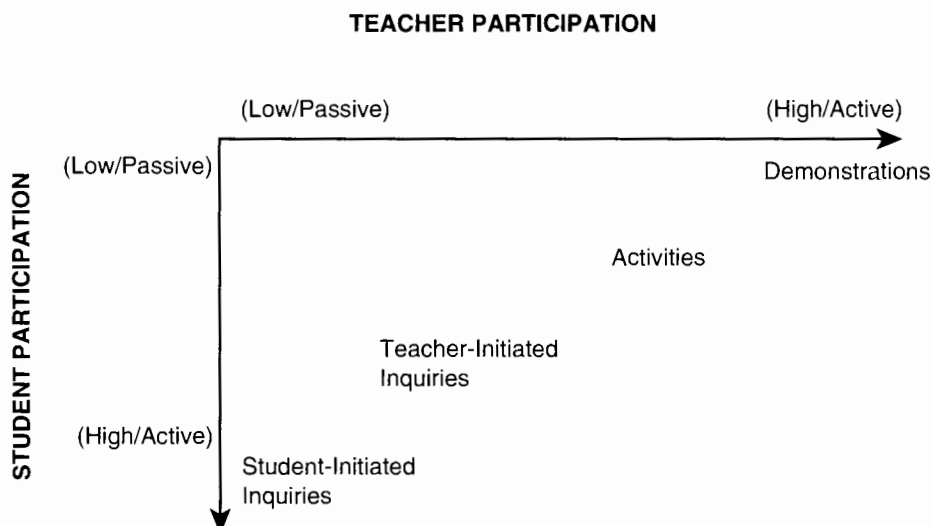 TEACHER PARTICIPATION
(Low/Passive)
(High/Active)
(Low/Passive)
Demonstrations
STUDENT PARTICIPATION
Activities
Teacher-Initiated
Inquiries
(High/Active)
Student-Initiated
Inquiries